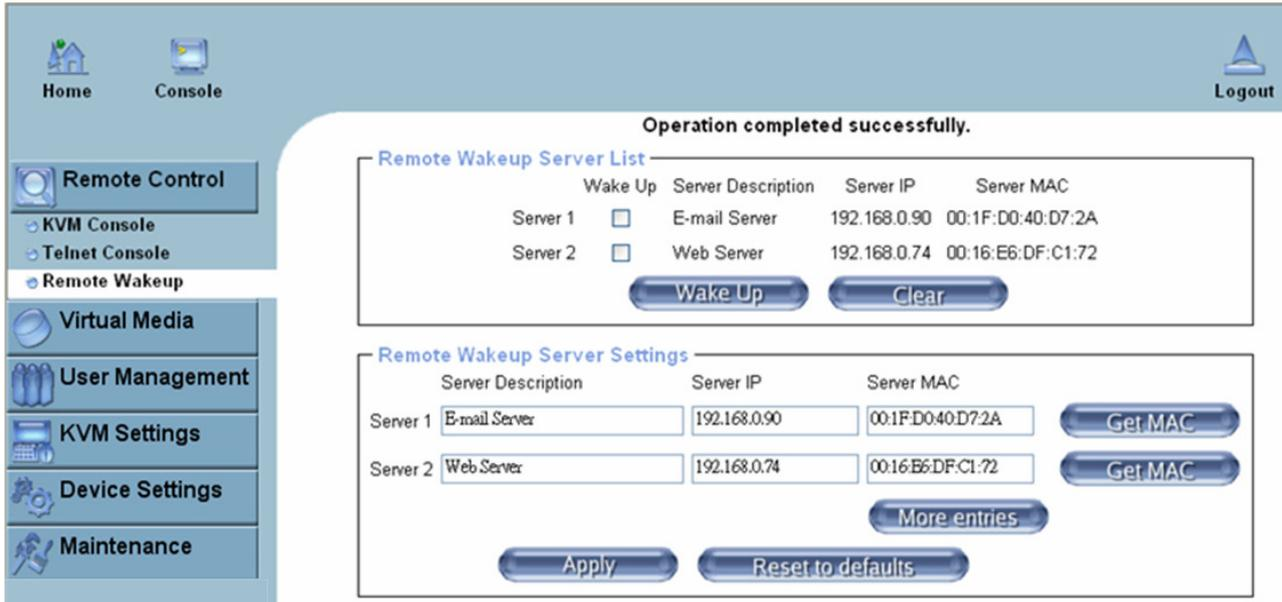 Home Console Logout
Operation completed successfully.
Remote Control
KVM Console
Telnet Console
Remote Wakeup
Virtual Media
User Management
KVM Settings
Device Settings
Maintenance
Remote Wakeup Server List
Wake Up Server Description Server IP Server MAC
Server 1 E-mail Server 192.168.0.90 00:1F:D0:40:D7:2A
Server 2 Web Server 192.168.0.74 00:16:E6:DF:C1:72
Wake Up Clear
Remote Wakeup Server Settings
Server Description Server IP Server MAC
Server 1 E-mail Server 192.168.0.90 00:1F:D0:40:D7:2A Get MAC
Server 2 Web Server 192.168.0.74 00:16:E6:DF:C1:72 Get MAC
More entries
Apply Reset to defaults